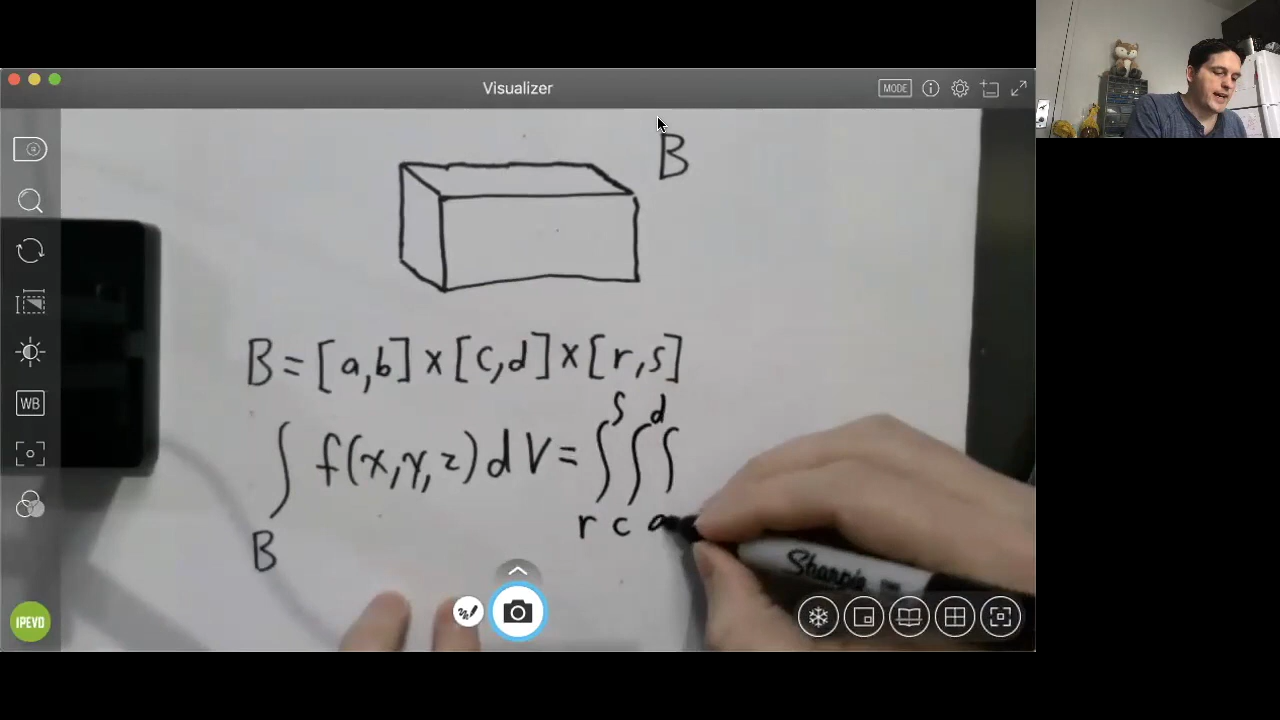 Visualizer
MODE
B
WB
B = [a,b] x [c,d] x [r,s]
s d
∫ f(x,y,z) dV = ∫∫∫
r c a
B
Sharpie
iPEVO